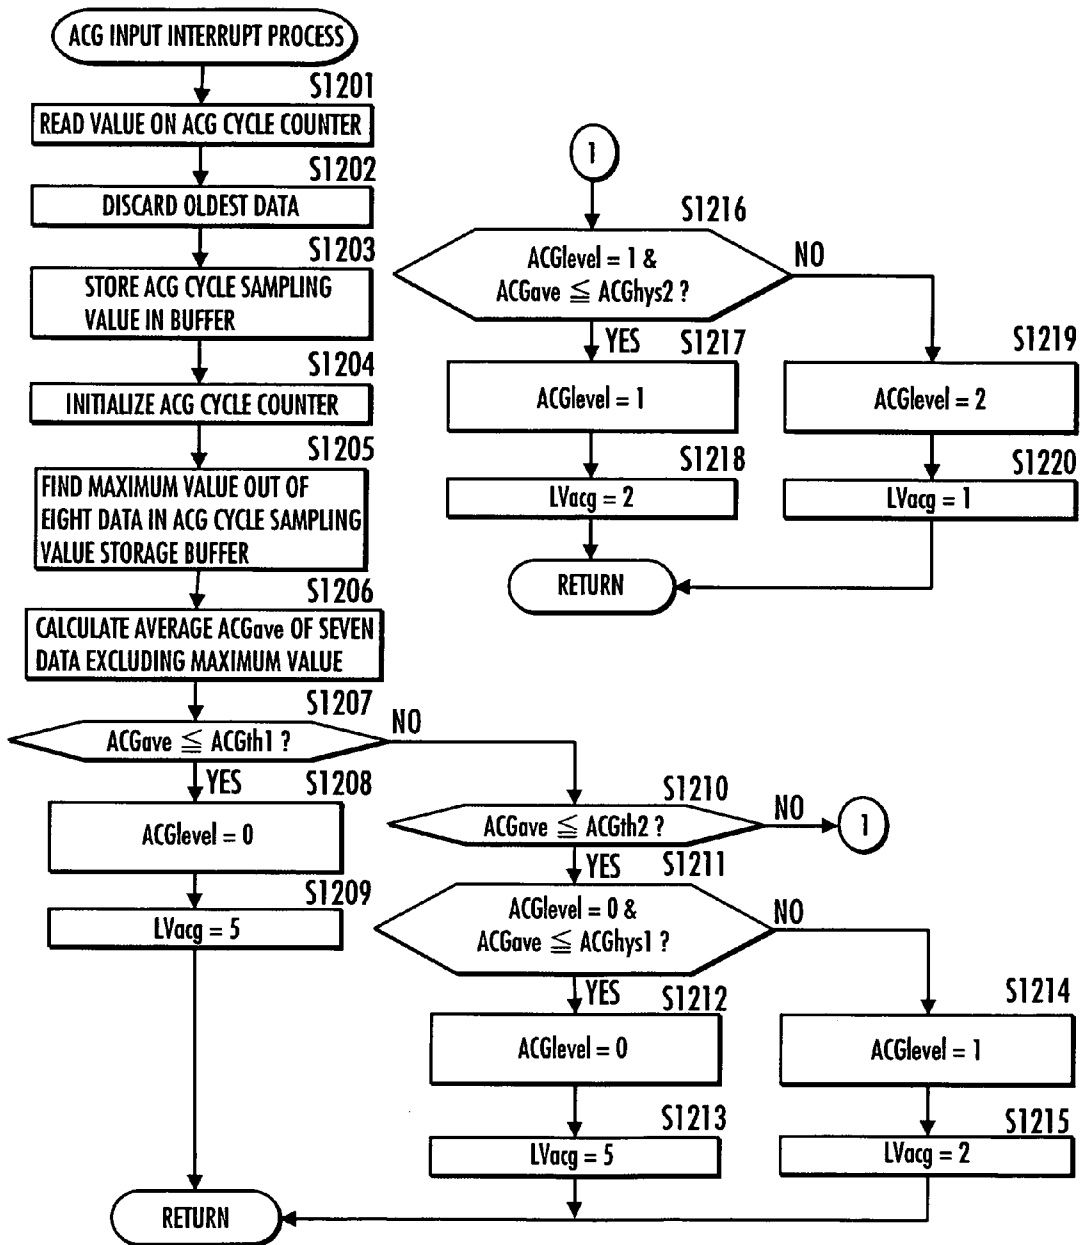 ACG INPUT INTERRUPT PROCESS
S1201
READ VALUE ON ACG CYCLE COUNTER
S1202
DISCARD OLDEST DATA
S1203
STORE ACG CYCLE SAMPLING
VALUE IN BUFFER
S1204
INITIALIZE ACG CYCLE COUNTER
S1205
FIND MAXIMUM VALUE OUT OF
EIGHT DATA IN ACG CYCLE SAMPLING
VALUE STORAGE BUFFER
S1206
CALCULATE AVERAGE ACGave OF SEVEN
DATA EXCLUDING MAXIMUM VALUE
S1207
ACGave ≦ ACGth1 ?
NO
YES
S1208
ACGlevel = 0
S1209
LVacg = 5
RETURN
S1210
ACGave ≦ ACGth2 ?
NO
1
YES
S1211
ACGlevel = 0 &
ACGave ≦ ACGhys1 ?
NO
YES
S1212
ACGlevel = 0
S1213
LVacg = 5
S1214
ACGlevel = 1
S1215
LVacg = 2
1
S1216
ACGlevel = 1 &
ACGave ≦ ACGhys2 ?
NO
YES
S1217
ACGlevel = 1
S1218
LVacg = 2
RETURN
S1219
ACGlevel = 2
S1220
LVacg = 1